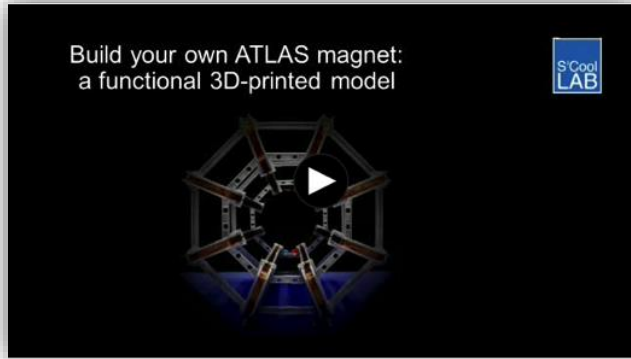 Build your own ATLAS magnet:
a functional 3D-printed model
S'Cool
LAB